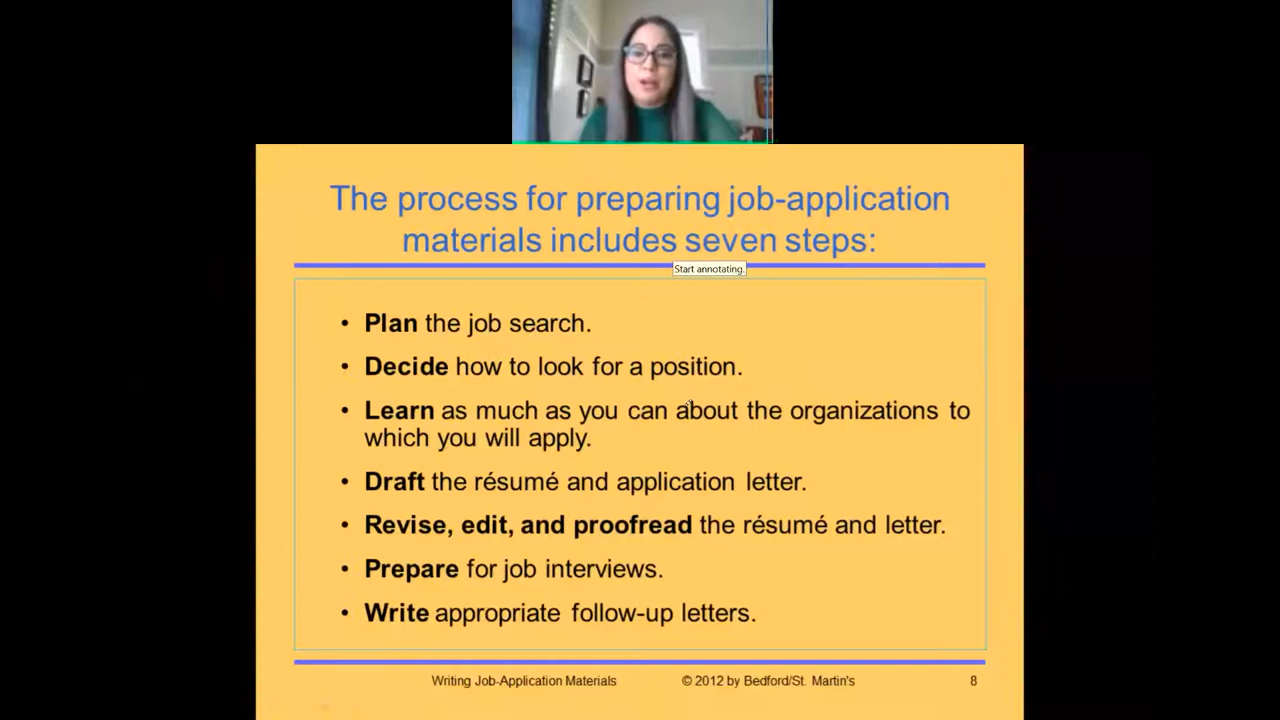 The process for preparing job-application
materials includes seven steps:
Start annotating.
• Plan the job search.
• Decide how to look for a position.
• Learn as much as you can about the organizations to
which you will apply.
• Draft the résumé and application letter.
• Revise, edit, and proofread the résumé and letter.
• Prepare for job interviews.
• Write appropriate follow-up letters.
Writing Job-Application Materials © 2012 by Bedford/St. Martin's 8